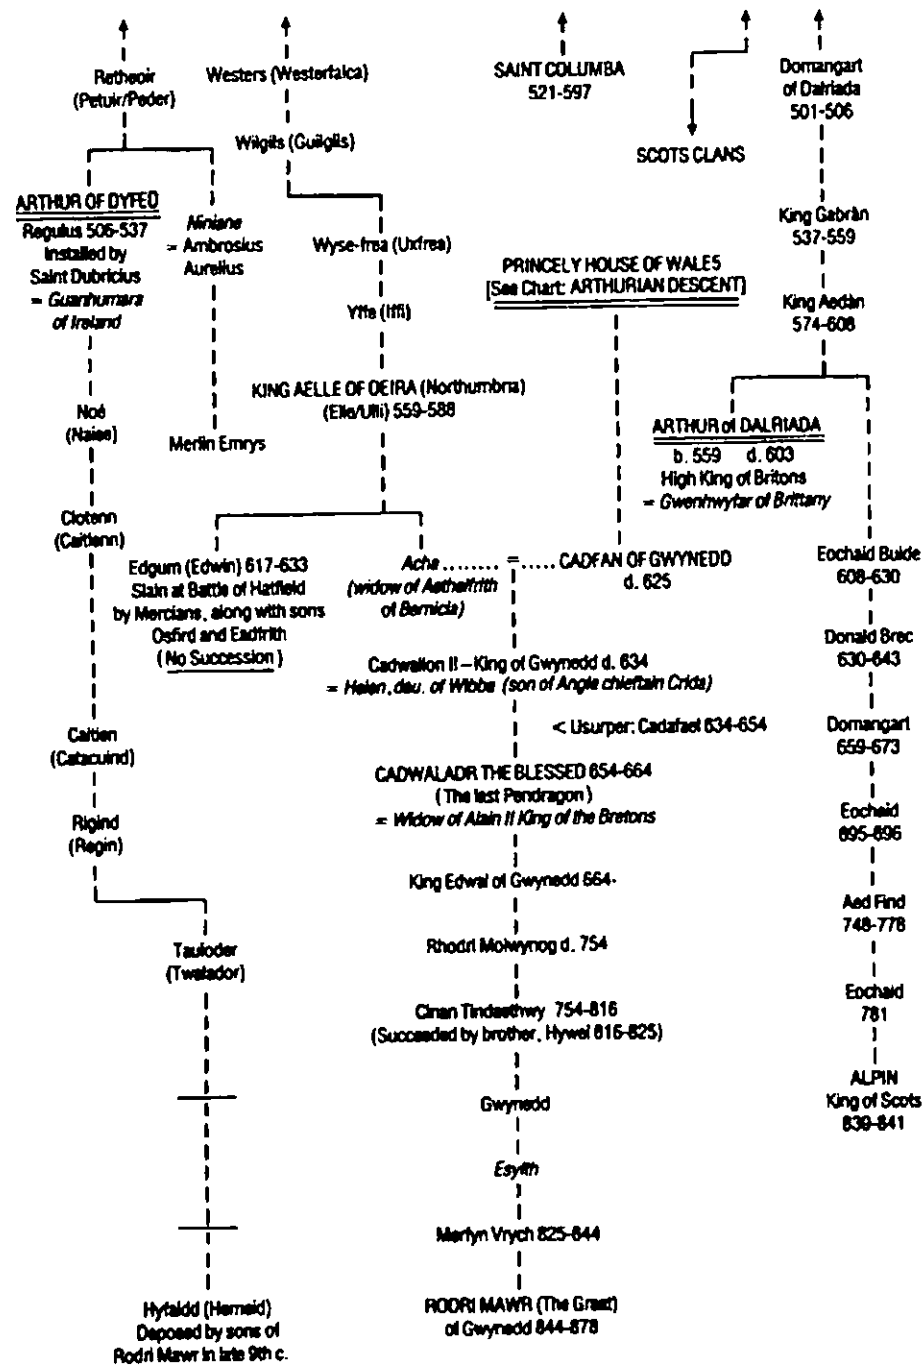 Retheoir
(Petuir/Peder)
ARTHUR OF DYFED
Regulus 506-537
Installed by
Saint Dubricius
= Guanhumara
of Ireland
Niniane
= Ambrosius
Aurelius
Merlin Emrys
Noé
(Naise)
Clotenn
(Caitlenn)
Caitien
(Catacuind)
Rigind
(Regin)
Tauloder
(Twalador)
Hyfaidd (Hemeid)
Deposed by sons of
Rodri Mawr in late 9th c.
Westers (Westerfalca)
Wilgils (Guilglis)
Wyse-frea (Uxfrea)
Yffe (Iffi)
KING AELLE OF DEIRA (Northumbria)
(Ella/Ulli) 559-588
Edgum (Edwin) 617-633
Slain at Battle of Hatfield
by Mercians, along with sons
Osfird and Eadfrith
(No Succession)
Acha ........ = ..... CADFAN OF GWYNEDD
(widow of Aethelfrith
of Bernicia)
d. 625
SAINT COLUMBA
521-597
SCOTS CLANS
PRINCELY HOUSE OF WALES
[See Chart: ARTHURIAN DESCENT]
Cadwallon II – King of Gwynedd d. 634
= Helen, dau. of Wibba (son of Angle chieftain Crida)
< Usurper: Cadafael 634-654
CADWALADR THE BLESSED 654-664
(The last Pendragon)
= Widow of Alain II King of the Bretons
King Edwal of Gwynedd 664-
Rhodri Molwynog d. 754
Cinan Tindaethwy 754-816
(Succeeded by brother, Hywel 816-825)
Gwynedd
Esylth
Merfyn Vrych 825-844
RODRI MAWR (The Great)
of Gwynedd 844-878
Domangart
of Dalriada
501-506
King Gabràn
537-559
King Aedàn
574-608
ARTHUR of DALRIADA
b. 559 d. 603
High King of Britons
= Gwenhwyfar of Brittany
Eochaid Buide
608-630
Donald Brec
630-643
Domangart
659-673
Eochaid
695-696
Aed Find
748-778
Eochaid
781
ALPIN
King of Scots
839-841